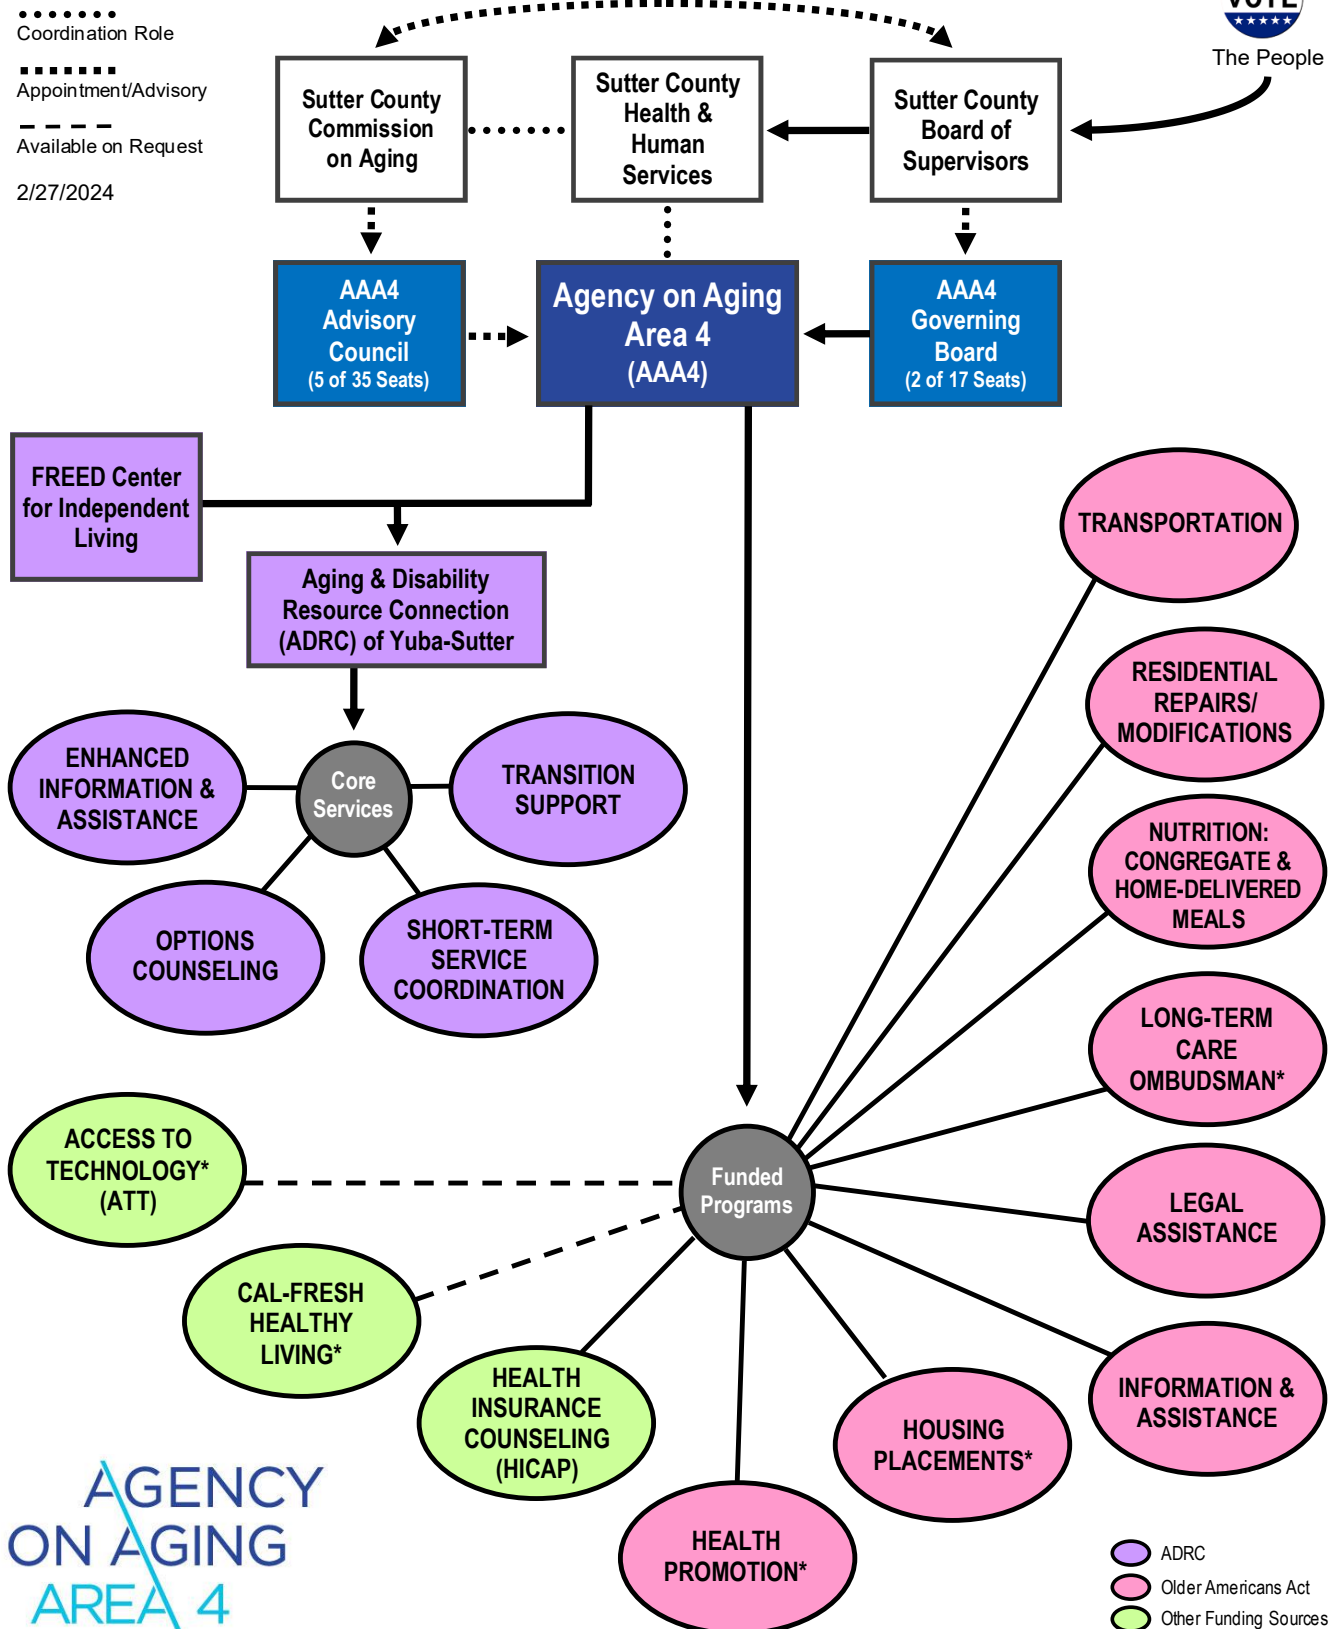 Coordination Role
Appointment/Advisory
Available on Request
2/27/2024
VOTE
The People
Sutter County
Commission
on Aging
Sutter County
Health &
Human
Services
Sutter County
Board of
Supervisors
AAA4
Advisory
Council
(5 of 35 Seats)
Agency on Aging
Area 4
(AAA4)
AAA4
Governing
Board
(2 of 17 Seats)
FREED Center
for Independent
Living
Aging & Disability
Resource Connection
(ADRC) of Yuba-Sutter
Core
Services
ENHANCED
INFORMATION &
ASSISTANCE
TRANSITION
SUPPORT
OPTIONS
COUNSELING
SHORT-TERM
SERVICE
COORDINATION
TRANSPORTATION
RESIDENTIAL
REPAIRS/
MODIFICATIONS
NUTRITION:
CONGREGATE &
HOME-DELIVERED
MEALS
LONG-TERM
CARE
OMBUDSMAN*
LEGAL
ASSISTANCE
INFORMATION &
ASSISTANCE
Funded
Programs
ACCESS TO
TECHNOLOGY*
(ATT)
CAL-FRESH
HEALTHY
LIVING*
HEALTH
INSURANCE
COUNSELING
(HICAP)
HOUSING
PLACEMENTS*
HEALTH
PROMOTION*
AGENCY
ON AGING
AREA 4
ADRC
Older Americans Act
Other Funding Sources